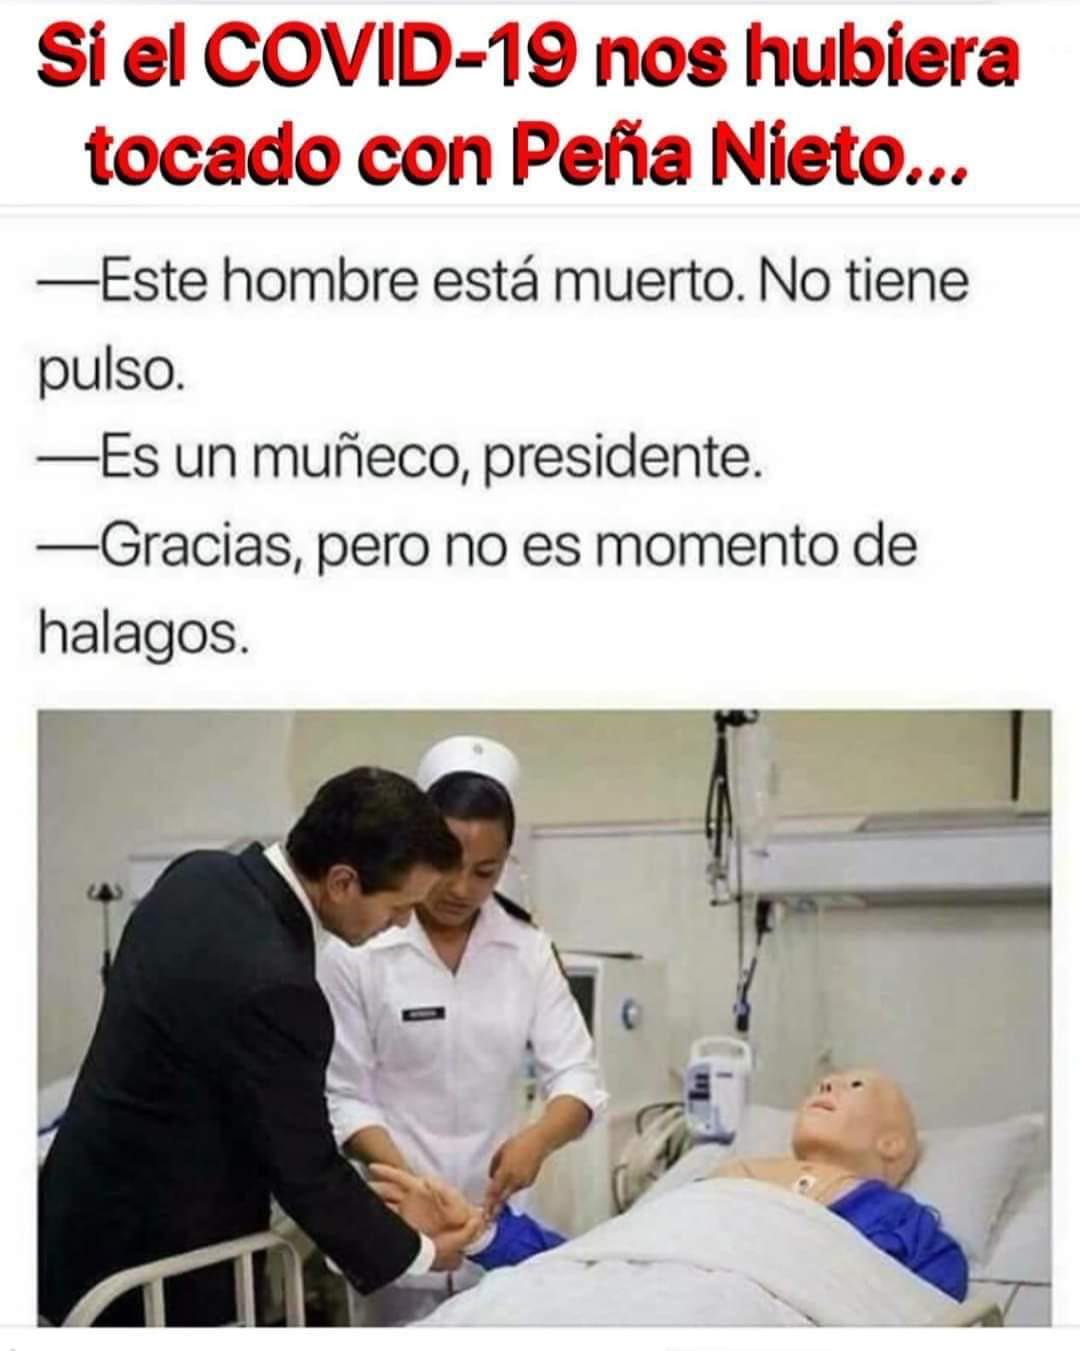 Si el COVID-19 nos hubiera
tocado con Peña Nieto...
—Este hombre está muerto. No tiene
pulso.
—Es un muñeco, presidente.
—Gracias, pero no es momento de
halagos.